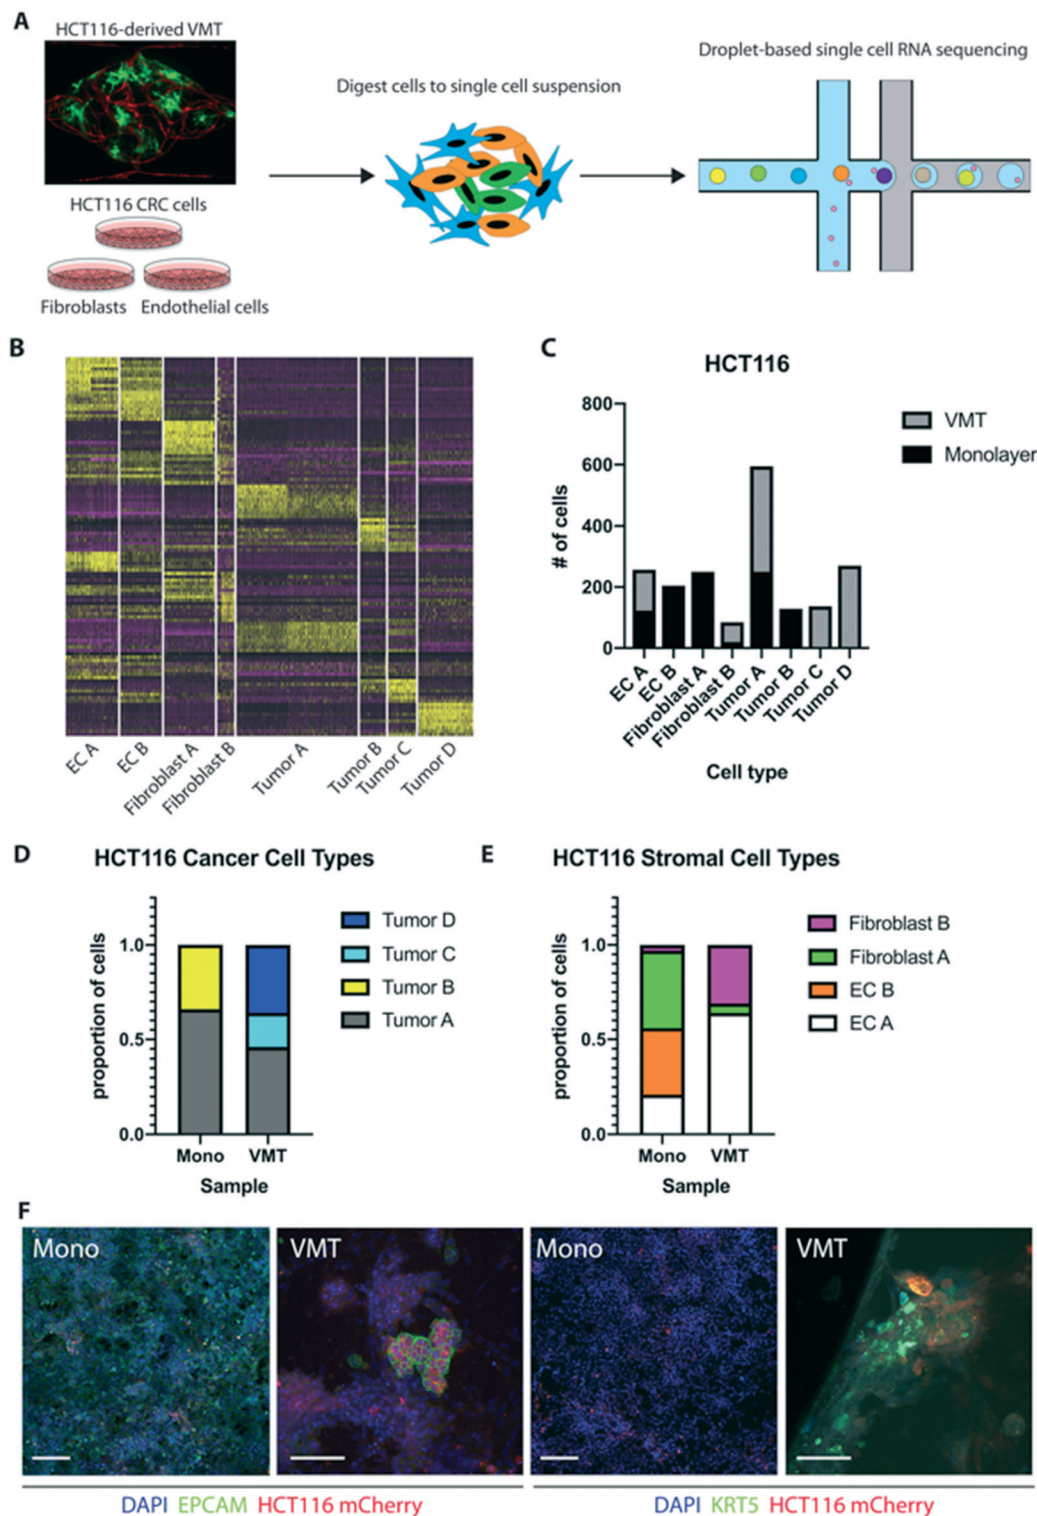 A
HCT116-derived VMT
Digest cells to single cell suspension
Droplet-based single cell RNA sequencing
HCT116 CRC cells
Fibroblasts
Endothelial cells
B
EC A
EC B
Fibroblast A
Fibroblast B
Tumor A
Tumor B
Tumor C
Tumor D
C
HCT116
800
600
400
200
0
# of cells
VMT
Monolayer
EC A
EC B
Fibroblast A
Fibroblast B
Tumor A
Tumor B
Tumor C
Tumor D
Cell type
D
HCT116 Cancer Cell Types
1.0
0.5
0.0
proportion of cells
Tumor D
Tumor C
Tumor B
Tumor A
Mono
VMT
Sample
E
HCT116 Stromal Cell Types
1.0
0.5
0.0
proportion of cells
Fibroblast B
Fibroblast A
EC B
EC A
Mono
VMT
Sample
F
Mono
VMT
Mono
VMT
DAPI EPCAM HCT116 mCherry
DAPI KRT5 HCT116 mCherry